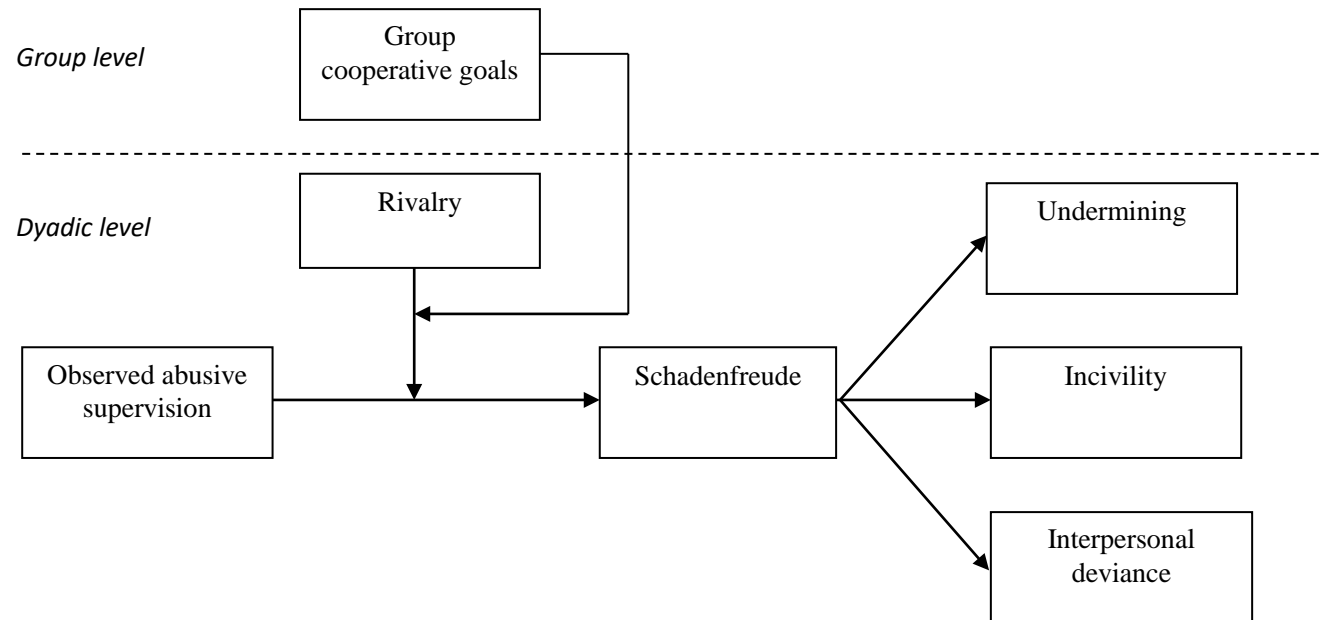 Group level
Group
cooperative goals
Dyadic level
Rivalry
Undermining
Observed abusive
supervision
Schadenfreude
Incivility
Interpersonal
deviance